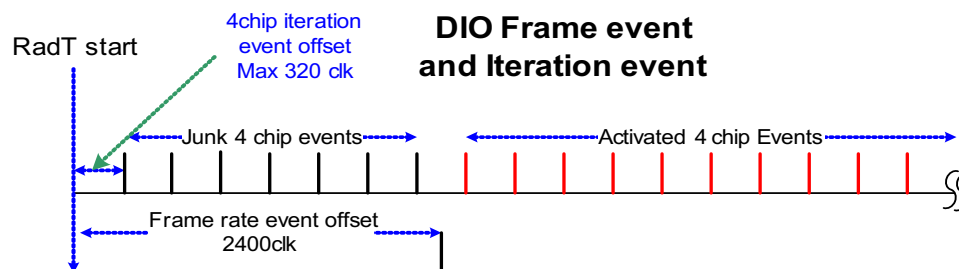 RadT start
4chip iteration
event offset
Max 320 clk
DIO Frame event
and Iteration event
Junk 4 chip events
Activated 4 chip Events
Frame rate event offset
2400clk